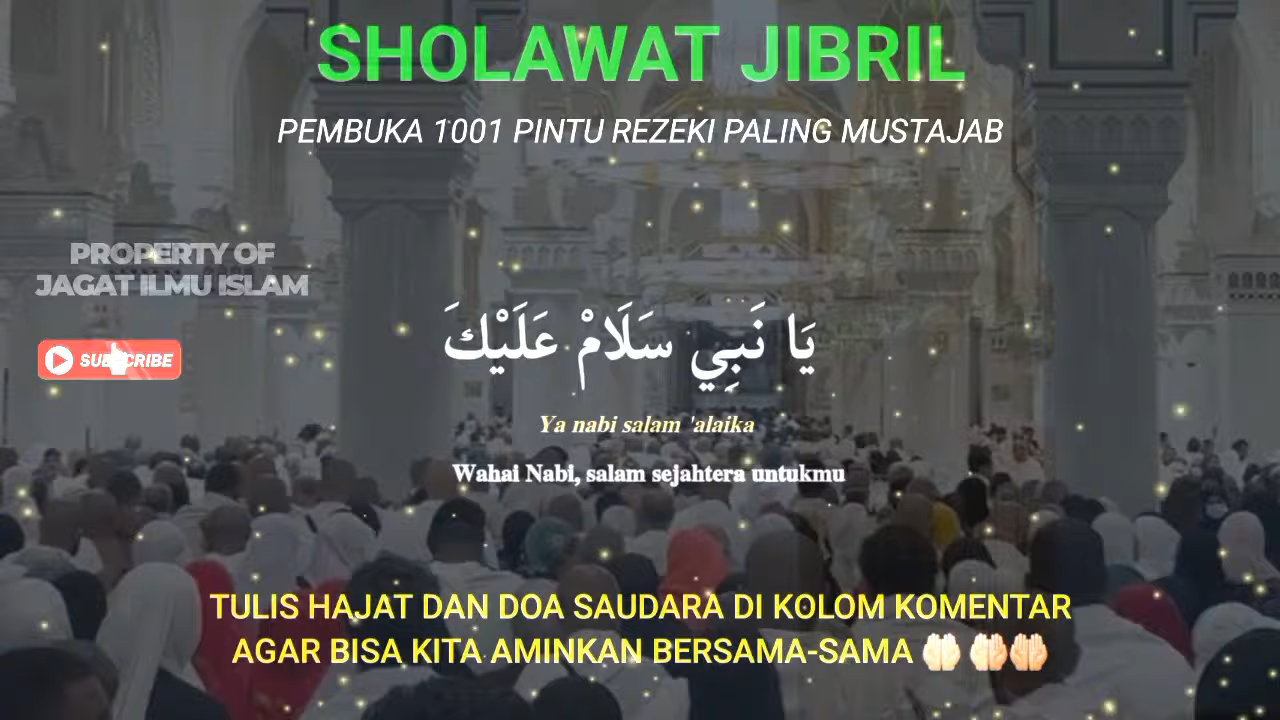 SHOLAWAT JIBRIL
PEMBUKA 1001 PINTU REZEKI PALING MUSTAJAB
PROPERTY OF
JAGAT ILMU ISLAM
SUBSCRIBE
يَا نَبِي سَلَامْ عَلَيْكَ
Ya nabi salam 'alaika
Wahai Nabi, salam sejahtera untukmu
TULIS HAJAT DAN DOA SAUDARA DI KOLOM KOMENTAR
AGAR BISA KITA AMINKAN BERSAMA-SAMA 🤲🏻 🤲🏻🤲🏻